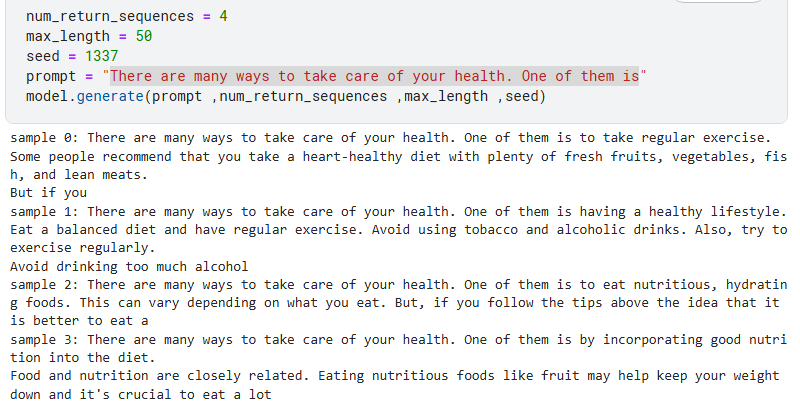 num_return_sequences = 4
max_length = 50
seed = 1337
prompt = "There are many ways to take care of your health. One of them is"
model.generate(prompt ,num_return_sequences ,max_length ,seed)
sample 0: There are many ways to take care of your health. One of them is to take regular exercise.
Some people recommend that you take a heart-healthy diet with plenty of fresh fruits, vegetables, fis
h, and lean meats.
But if you
sample 1: There are many ways to take care of your health. One of them is having a healthy lifestyle.
Eat a balanced diet and have regular exercise. Avoid using tobacco and alcoholic drinks. Also, try to
exercise regularly.
Avoid drinking too much alcohol
sample 2: There are many ways to take care of your health. One of them is to eat nutritious, hydratin
g foods. This can vary depending on what you eat. But, if you follow the tips above the idea that it
is better to eat a
sample 3: There are many ways to take care of your health. One of them is by incorporating good nutri
tion into the diet.
Food and nutrition are closely related. Eating nutritious foods like fruit may help keep your weight
down and it's crucial to eat a lot